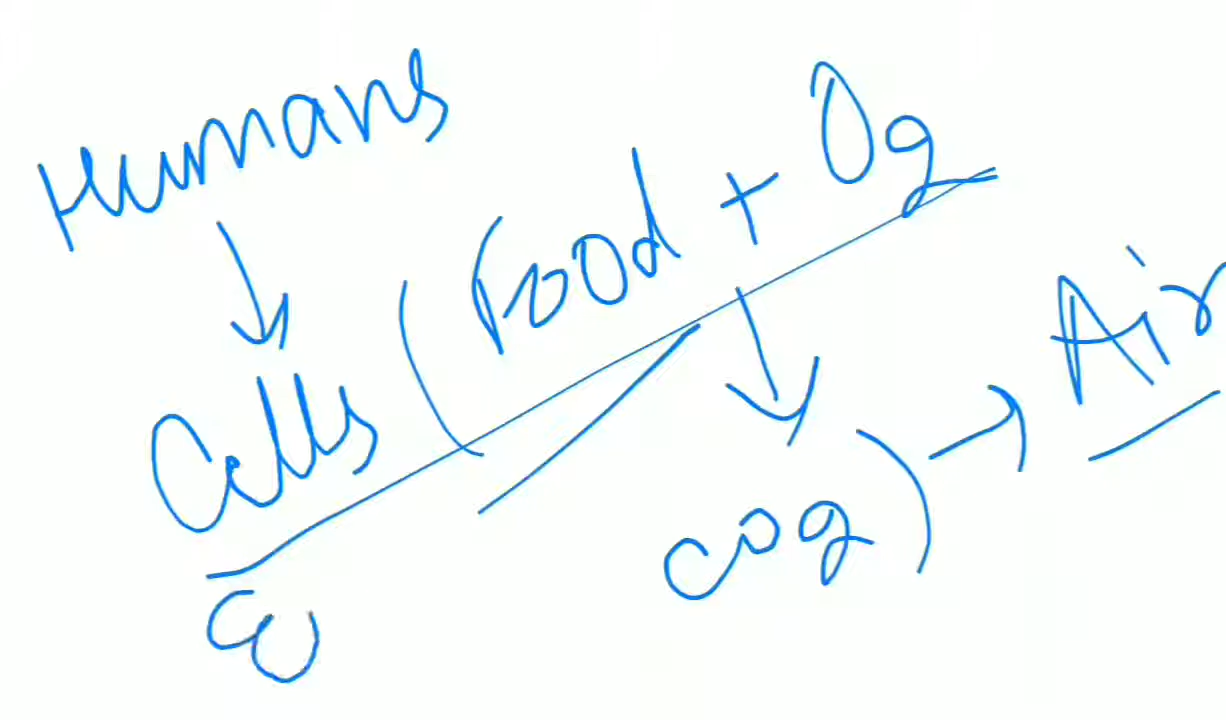 Humans
↓
Cells (Food + O2
↓
CO2) → Air